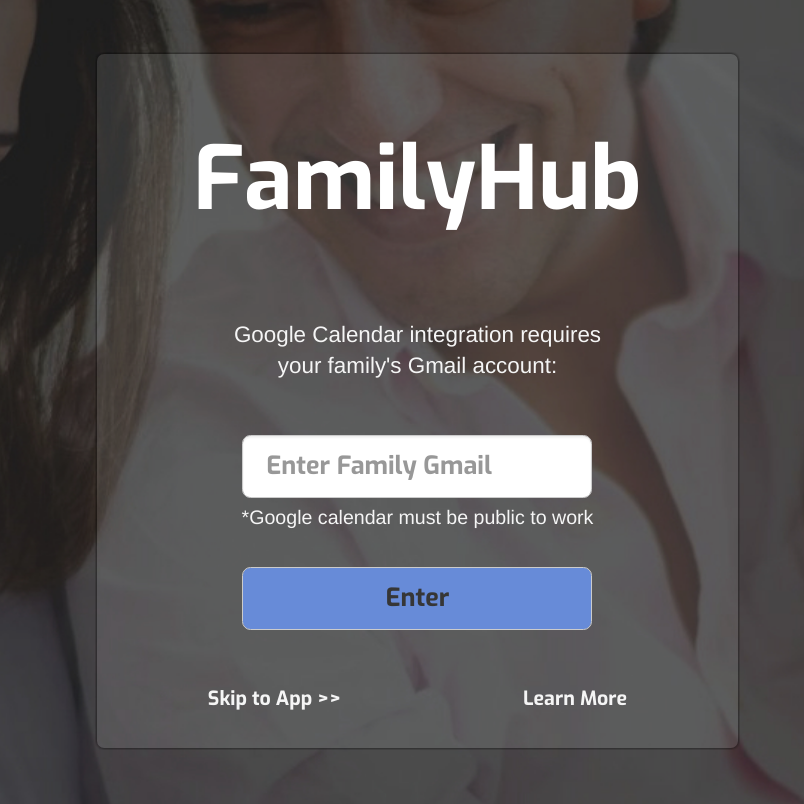 FamilyHub
Google Calendar integration requires
your family's Gmail account:
Enter Family Gmail
*Google calendar must be public to work
Enter
Skip to App >>
Learn More